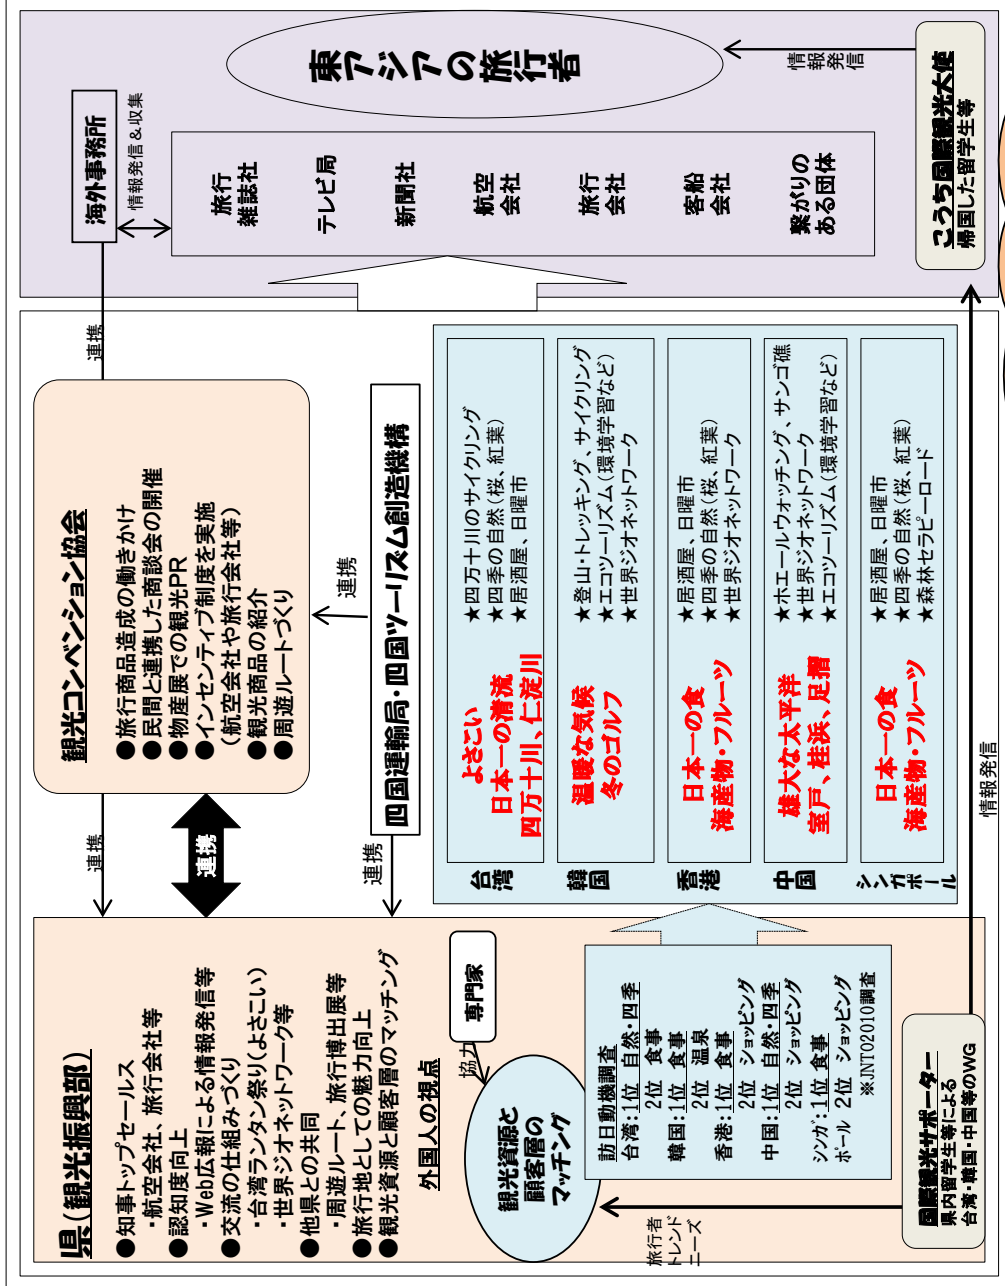 県(観光振興部)
●知事トップセールス
・航空会社、旅行会社等
●認知度向上
・Web広報による情報発信等
●交流の仕組みづくり
・台湾ランタン祭り(よさこい)
・世界ジオネットワーク等
●他県との共同
・周遊ルート、旅行博出展等
●旅行地としての魅力向上
●観光資源と顧客層のマッチング
外国人の視点
専門家
協力
観光資源と
顧客層の
マッチング
訪日動機調査
台湾:1位 自然・四季
2位 食事
韓国:1位 食事
2位 温泉
香港:1位 食事
2位 ショッピング
中国:1位 自然・四季
2位 ショッピング
シンガ:1位 食事
ポール 2位 ショッピング
※JNTO2010調査
旅行者
トレンド
ニーズ
国際観光サポーター
県内留学生等による
台湾・韓国・中国等のWG
連携
連携
連携
観光コンベンション協会
●旅行商品造成の働きかけ
●民間と連携した商談会の開催
●物産展での観光PR
●インセンティブ制度を実施
(航空会社や旅行会社等)
●観光商品の紹介
●周遊ルートづくり
連携
四国運輸局・四国ツーリズム創造機構
台湾
よさこい
日本一の清流
四万十川、仁淀川
★四万十川のサイクリング
★四季の自然(桜、紅葉)
★居酒屋、日曜市
韓国
温暖な気候
冬のゴルフ
★登山・トレッキング、サイクリング
★エコツーリズム(環境学習など)
★世界ジオネットワーク
香港
日本一の食
海産物・フルーツ
★居酒屋、日曜市
★四季の自然(桜、紅葉)
★世界ジオネットワーク
中国
雄大な太平洋
室戸、桂浜、足摺
★ホエールウォッチング、サンゴ礁
★世界ジオネットワーク
★エコツーリズム(環境学習など)
シンガポール
日本一の食
海産物・フルーツ
★居酒屋、日曜市
★四季の自然(桜、紅葉)
★森林セラピーロード
情報発信
連携
海外事務所
情報発信&収集
旅行
雑誌社
テレビ局
新聞社
航空
会社
旅行
会社
客船
会社
繋がりの
ある団体
東アジアの旅行者
情報
発信
こうち国際観光大使
帰国した留学生等